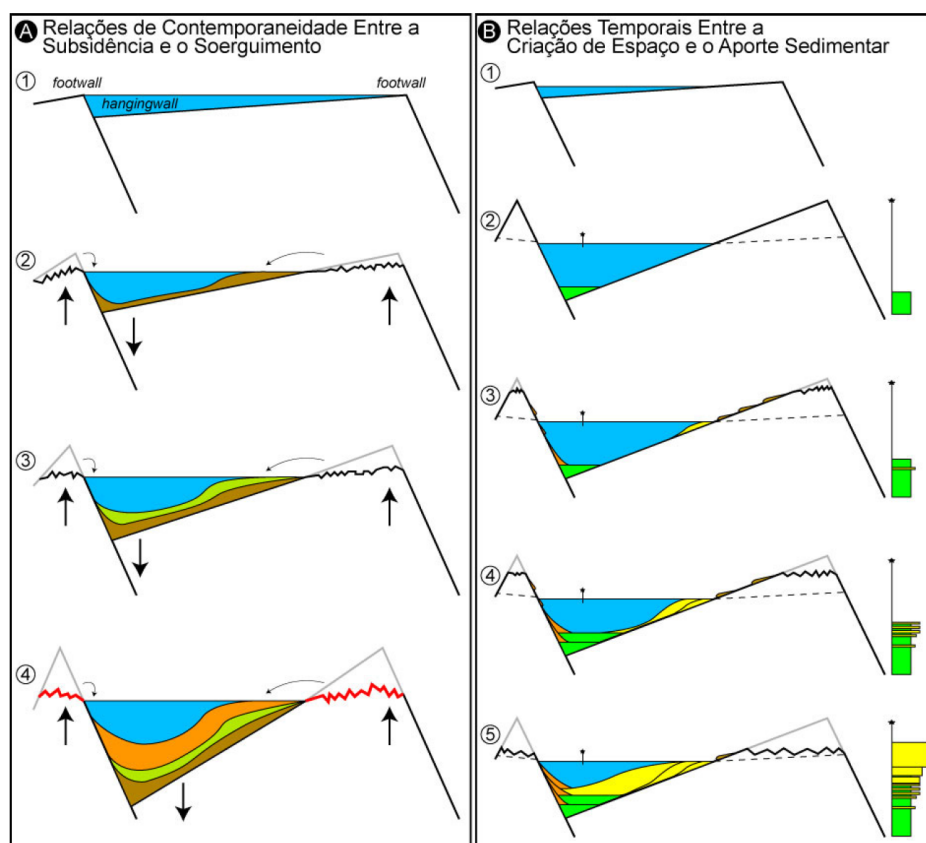 A Relações de Contemporaneidade Entre a
Subsidência e o Soerguimento
1
footwall
footwall
hangingwall
2
3
4
B Relações Temporais Entre a
Criação de Espaço e o Aporte Sedimentar
1
2
3
4
5